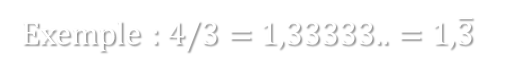 Exemple : 4/3 = 1,33333.. = 1,3̅